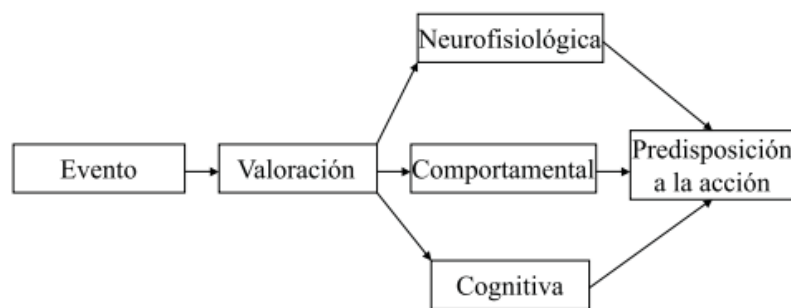 Neurofisiológica
Evento
Valoración
Comportamental
Predisposición
a la acción
Cognitiva